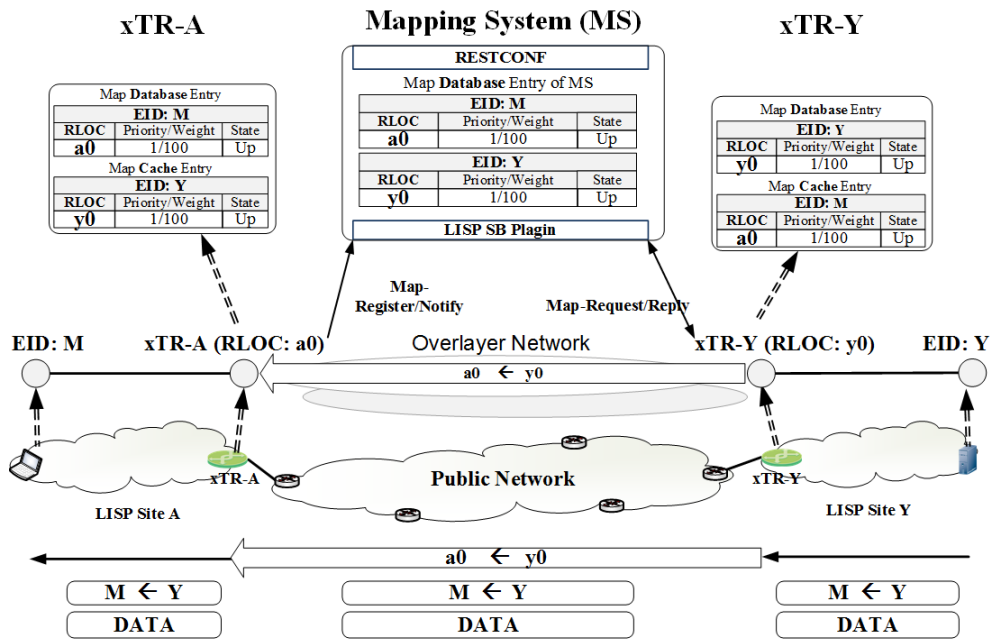 xTR-A
Mapping System (MS)
xTR-Y
Map Database Entry
EID: M
RLOC Priority/Weight State
a0 1/100 Up
Map Cache Entry
EID: Y
RLOC Priority/Weight State
y0 1/100 Up
RESTCONF
Map Database Entry of MS
EID: M
RLOC Priority/Weight State
a0 1/100 Up
EID: Y
RLOC Priority/Weight State
y0 1/100 Up
LISP SB Plagin
Map Database Entry
EID: Y
RLOC Priority/Weight State
y0 1/100 Up
Map Cache Entry
EID: M
RLOC Priority/Weight State
a0 1/100 Up
Map-
Register/Notify
Map-Request/Reply
EID: M
xTR-A (RLOC: a0)
Overlayer Network
xTR-Y (RLOC: y0)
EID: Y
a0 ← y0
xTR-A
Public Network
xTR-Y
LISP Site A
LISP Site Y
a0 ← y0
M ← Y
M ← Y
M ← Y
DATA
DATA
DATA